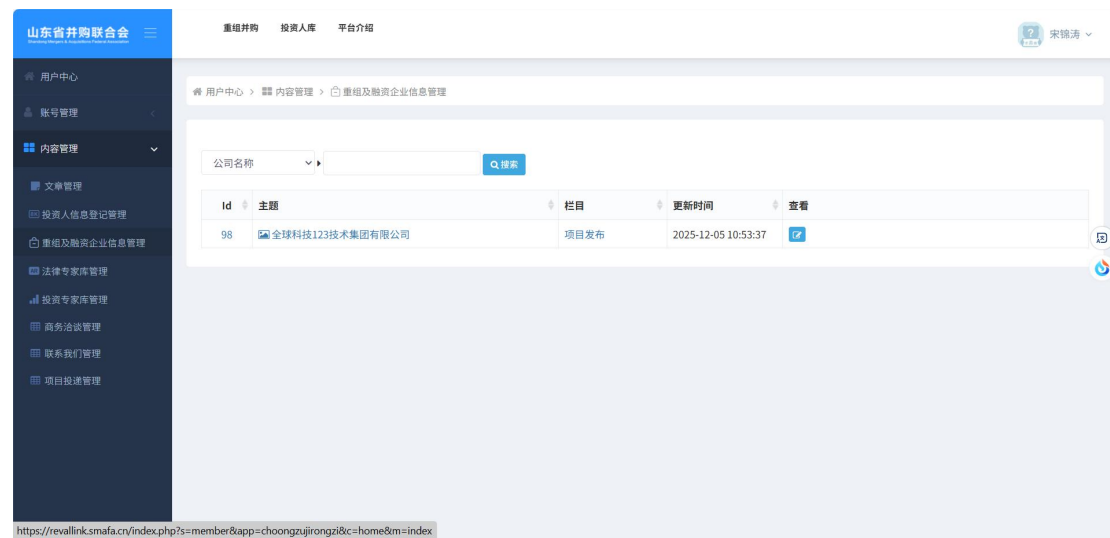 山东省并购联合会
重组并购 投资人库 平台介绍
宋锦涛
用户中心
账号管理
内容管理
文章管理
投资人信息登记管理
重组及融资企业信息管理
法律专家库管理
投资专家库管理
商务洽谈管理
联系我们管理
项目投递管理
用户中心 > 内容管理 > 重组及融资企业信息管理
公司名称 搜索
Id 主题 栏目 更新时间 查看
98 全球科技123技术集团有限公司 项目发布 2025-12-05 10:53:37
https://revallink.smafa.cn/index.php?s=member&app=choongzujirongzi&c=home&m=index